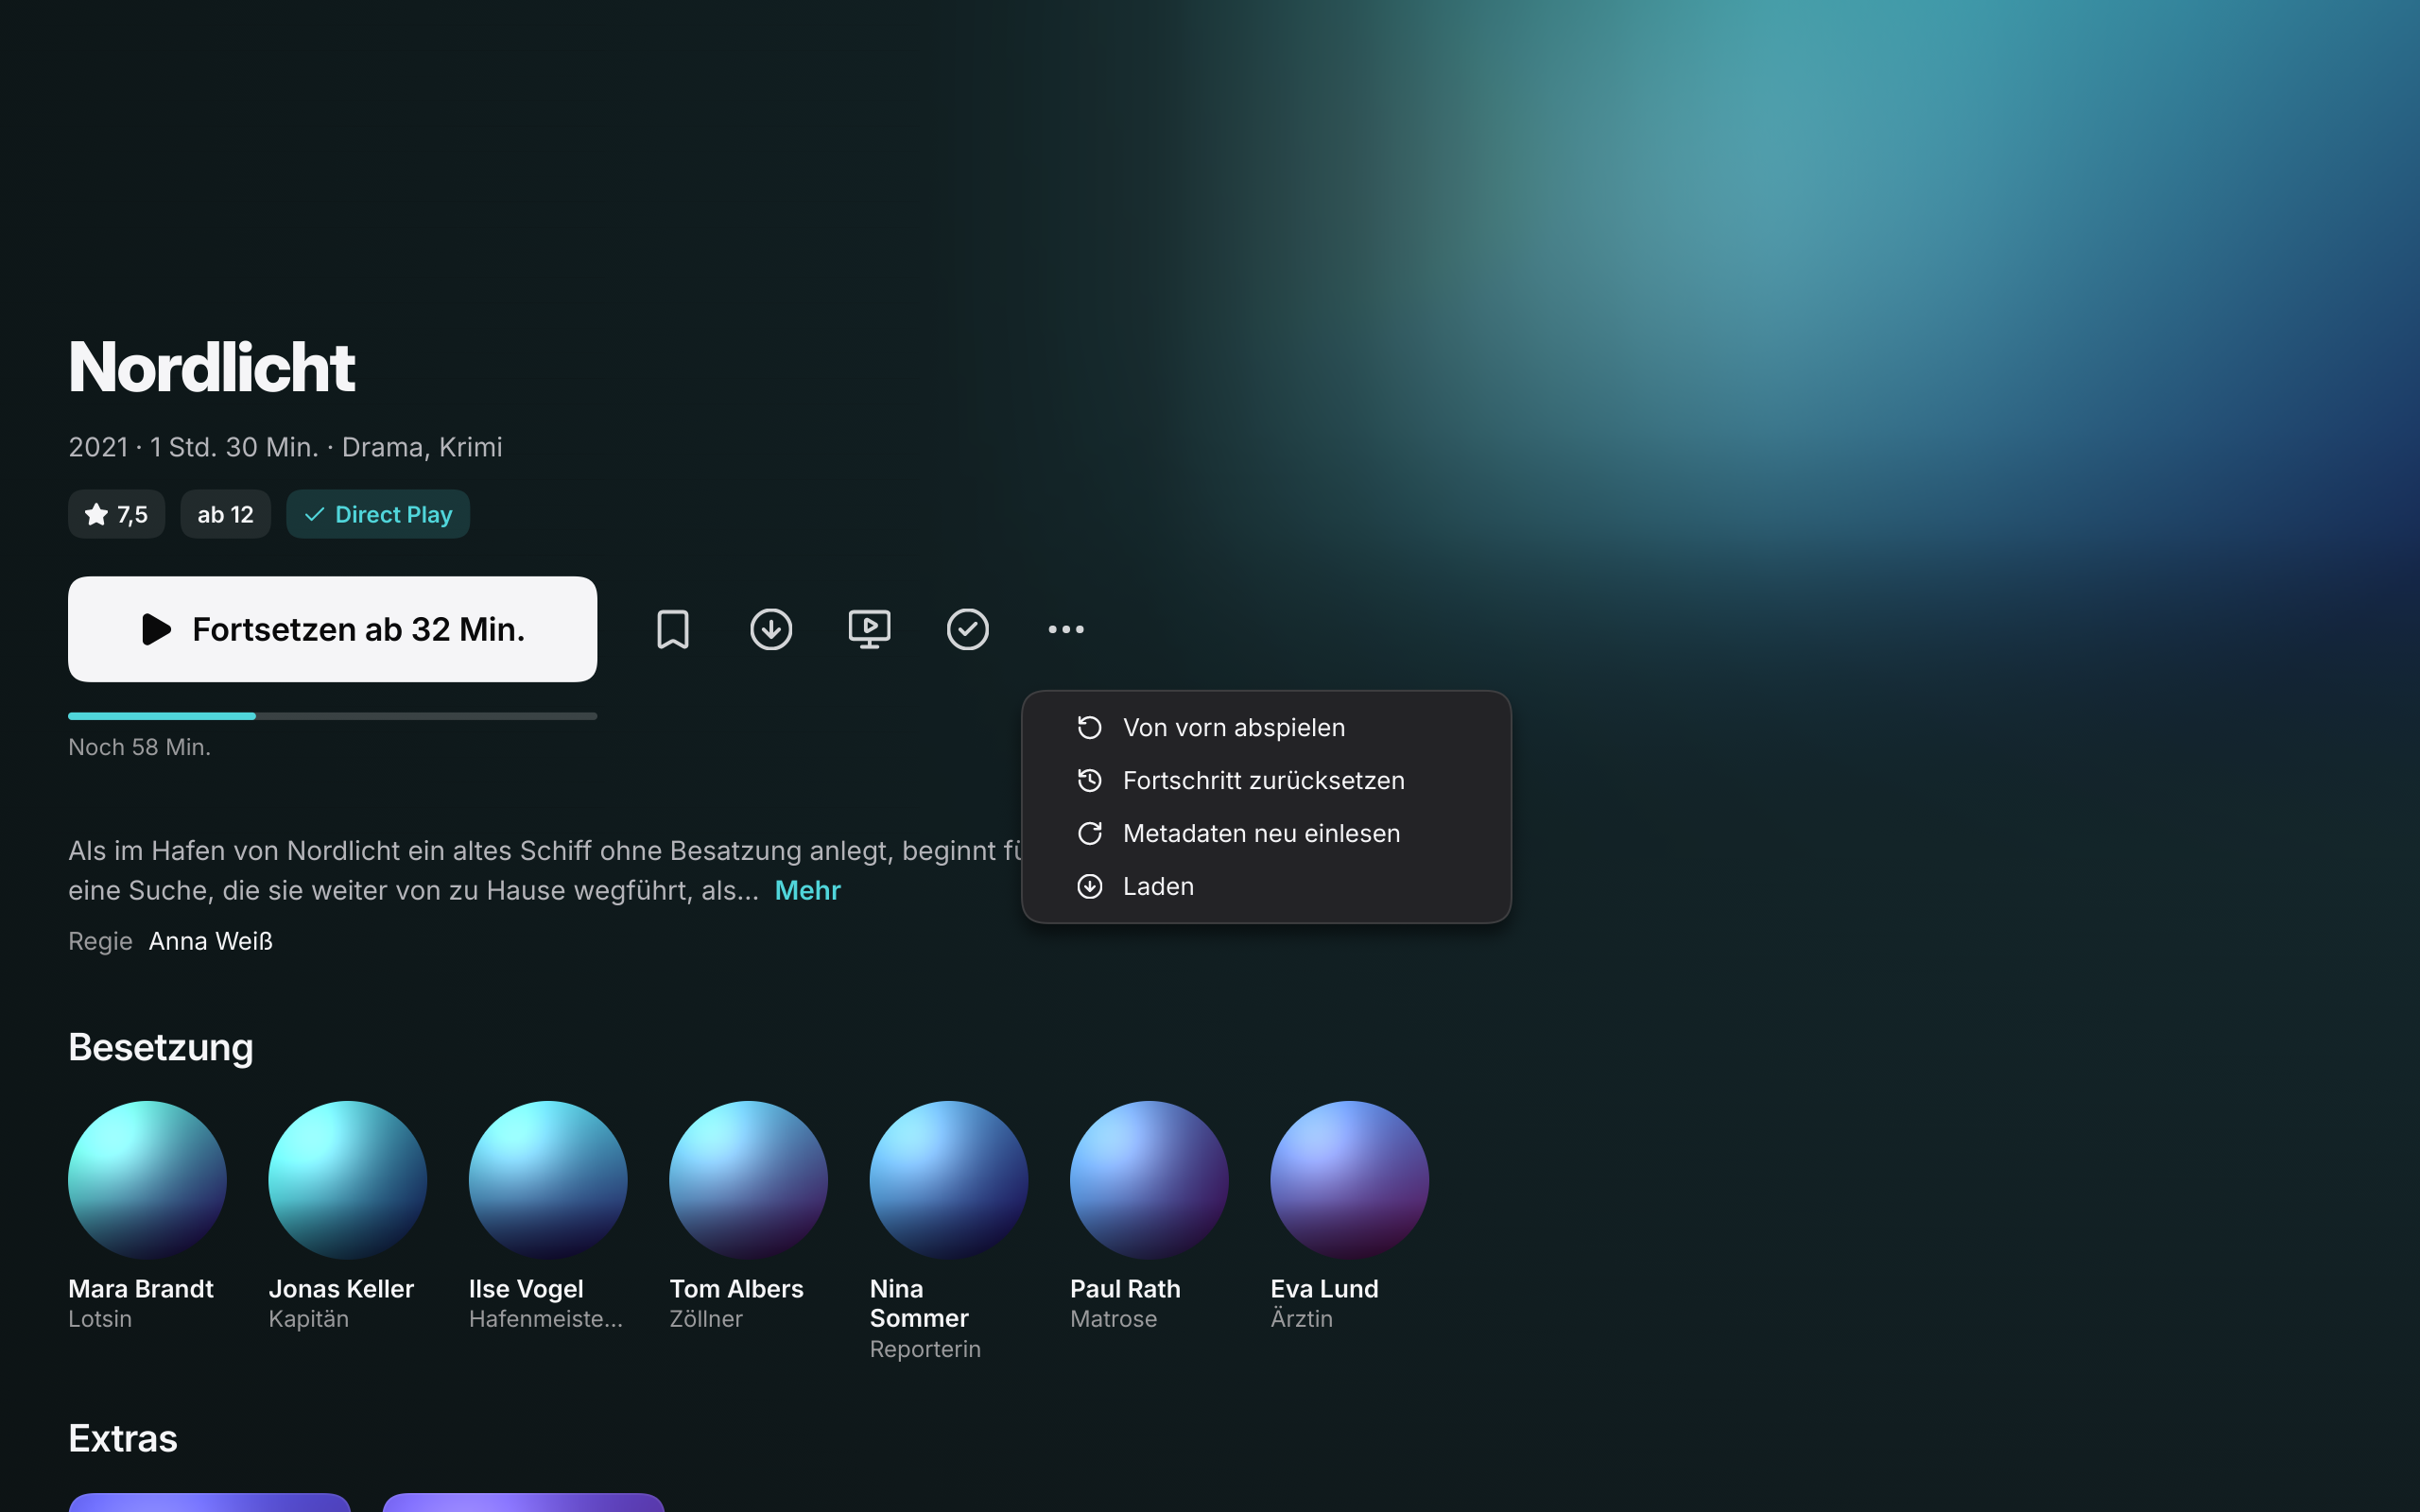 Nordlicht
2021 · 1 Std. 30 Min. · Drama, Krimi
7,5
ab 12
Direct Play
Fortsetzen ab 32 Min.
Noch 58 Min.
Von vorn abspielen
Fortschritt zurücksetzen
Metadaten neu einlesen
Laden
Als im Hafen von Nordlicht ein altes Schiff ohne Besatzung anlegt, beginnt
eine Suche, die sie weiter von zu Hause wegführt, als… Mehr
Regie Anna Weiß
Besetzung
Mara Brandt
Lotsin
Jonas Keller
Kapitän
Ilse Vogel
Hafenmeiste…
Tom Albers
Zöllner
Nina
Sommer
Reporterin
Paul Rath
Matrose
Eva Lund
Ärztin
Extras